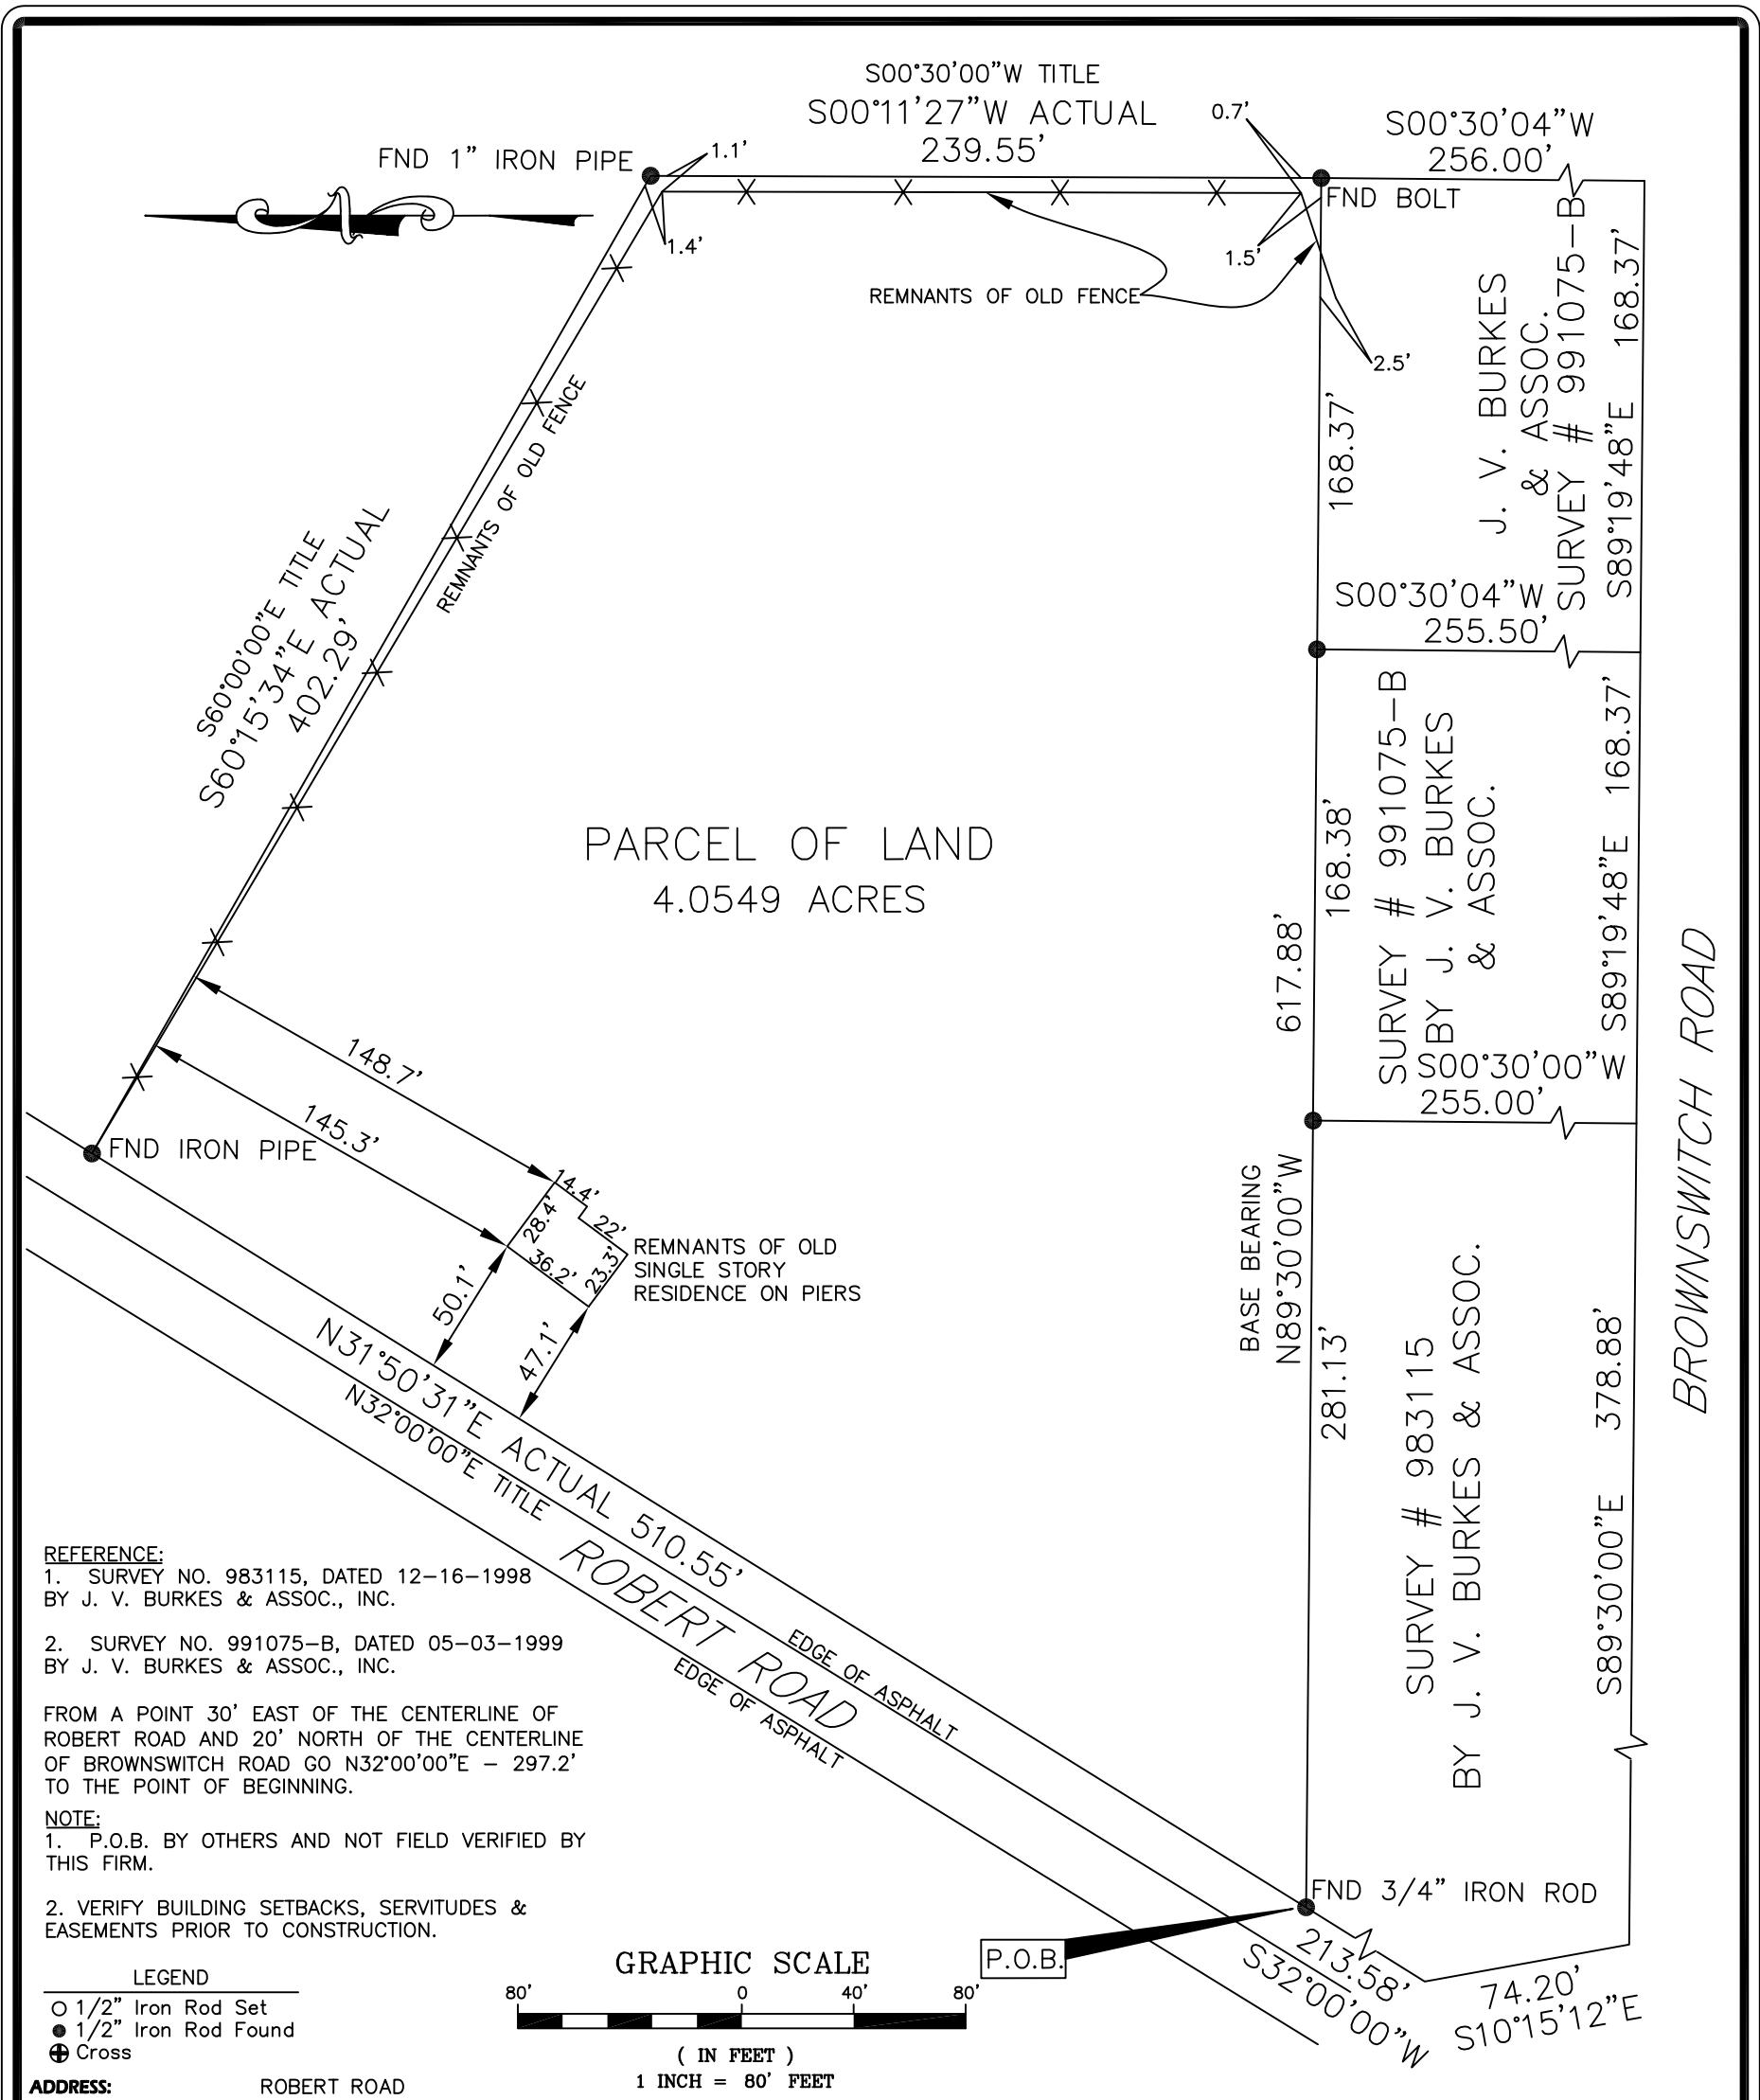 S00°30'00"W TITLE
S00°11'27"W ACTUAL
239.55'
0.7'
S00°30'04"W
256.00'
FND 1" IRON PIPE
1.1'
1.4'
FND BOLT
1.5'
REMNANTS OF OLD FENCE
2.5'
168.37'
J. V. BURKES
& ASSOC.
SURVEY # 991075-B
S89°19'48"E 168.37'
REMNANTS OF OLD FENCE
S60°00'00"E TITLE
S60°15'34"E ACTUAL
402.29'
S00°30'04"W
255.50'
PARCEL OF LAND
4.0549 ACRES
168.38'
617.88'
SURVEY # 991075-B
BY J. V. BURKES
& ASSOC.
S89°19'48"E 168.37'
S00°30'00"W
255.00'
BROWNSWITCH ROAD
148.7'
145.3'
FND IRON PIPE
14.4'
28.4'
22'
36.2'
23.3'
REMNANTS OF OLD
SINGLE STORY
RESIDENCE ON PIERS
50.1'
47.1'
BASE BEARING
N89°30'00"W
281.13'
SURVEY # 983115
BY J. V. BURKES & ASSOC.
S89°30'00"E 378.88'
N31°50'31"E ACTUAL 510.55'
N32°00'00"E TITLE
ROBERT ROAD
EDGE OF ASPHALT
EDGE OF ASPHALT
REFERENCE:
1. SURVEY NO. 983115, DATED 12-16-1998
BY J. V. BURKES & ASSOC., INC.
2. SURVEY NO. 991075-B, DATED 05-03-1999
BY J. V. BURKES & ASSOC., INC.
FROM A POINT 30' EAST OF THE CENTERLINE OF
ROBERT ROAD AND 20' NORTH OF THE CENTERLINE
OF BROWNSWITCH ROAD GO N32°00'00"E - 297.2'
TO THE POINT OF BEGINNING.
NOTE:
1. P.O.B. BY OTHERS AND NOT FIELD VERIFIED BY
THIS FIRM.
2. VERIFY BUILDING SETBACKS, SERVITUDES &
EASEMENTS PRIOR TO CONSTRUCTION.
FND 3/4" IRON ROD
P.O.B.
213.58'
S32°00'00"W
74.20'
S10°15'12"E
LEGEND
1/2" Iron Rod Set
1/2" Iron Rod Found
Cross
GRAPHIC SCALE
80' 0 40' 80'
( IN FEET )
1 INCH = 80' FEET
ADDRESS: ROBERT ROAD